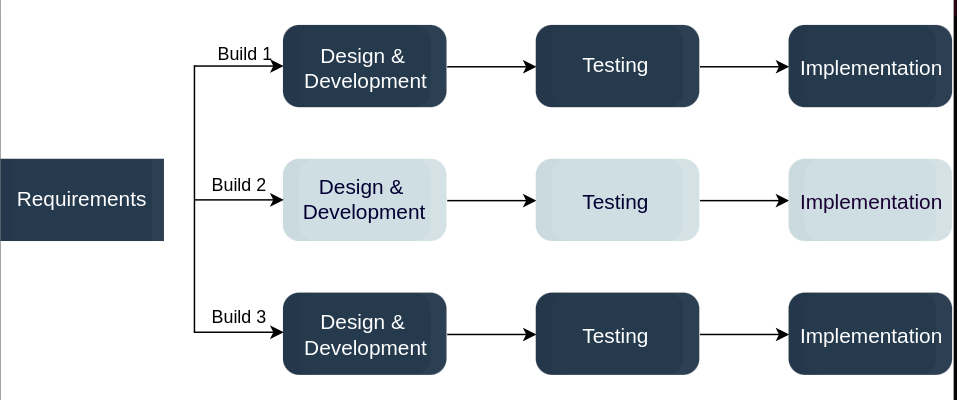 Build 1
Design &
Development
Testing
Implementation
Requirements
Build 2
Design &
Development
Testing
Implementation
Build 3
Design &
Development
Testing
Implementation